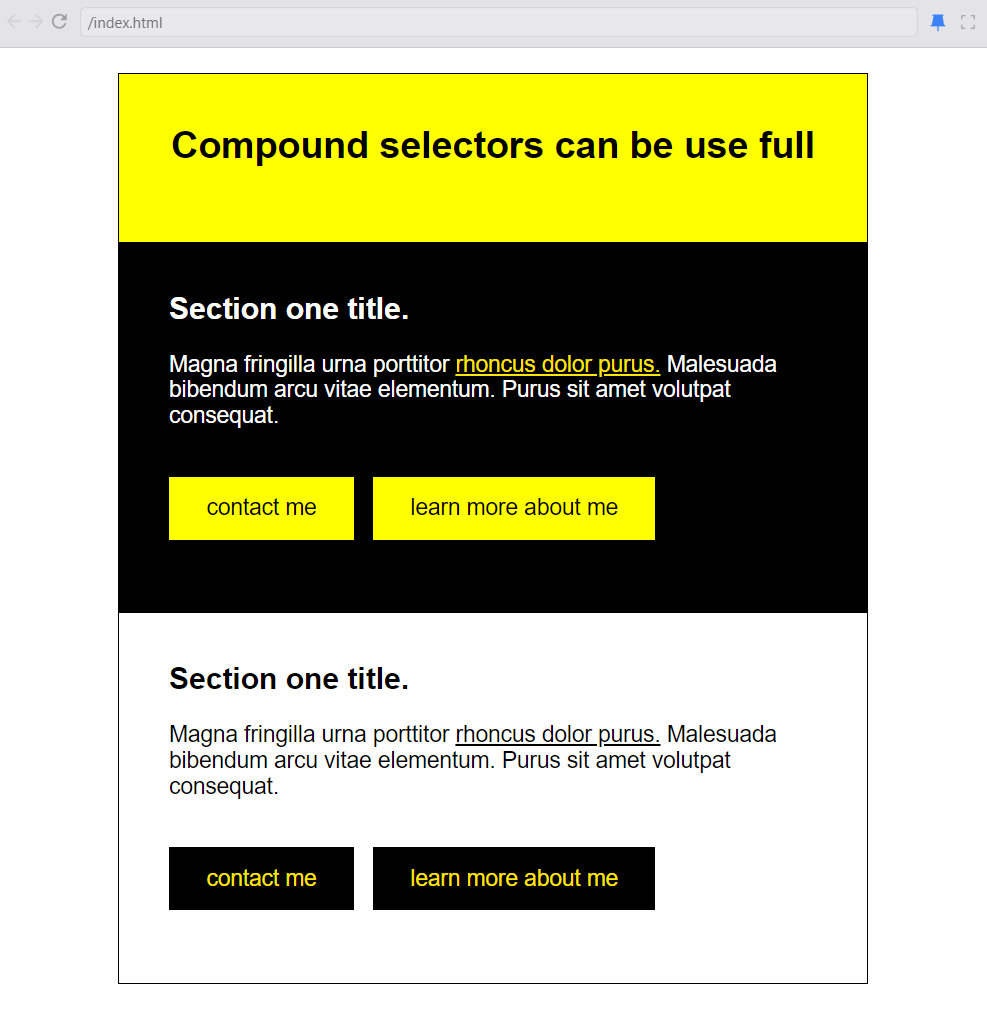 /index.html
Compound selectors can be use full
Section one title.
Magna fringilla urna porttitor rhoncus dolor purus. Malesuada
bibendum arcu vitae elementum. Purus sit amet volutpat
consequat.
contact me
learn more about me
Section one title.
Magna fringilla urna porttitor rhoncus dolor purus. Malesuada
bibendum arcu vitae elementum. Purus sit amet volutpat
consequat.
contact me
learn more about me